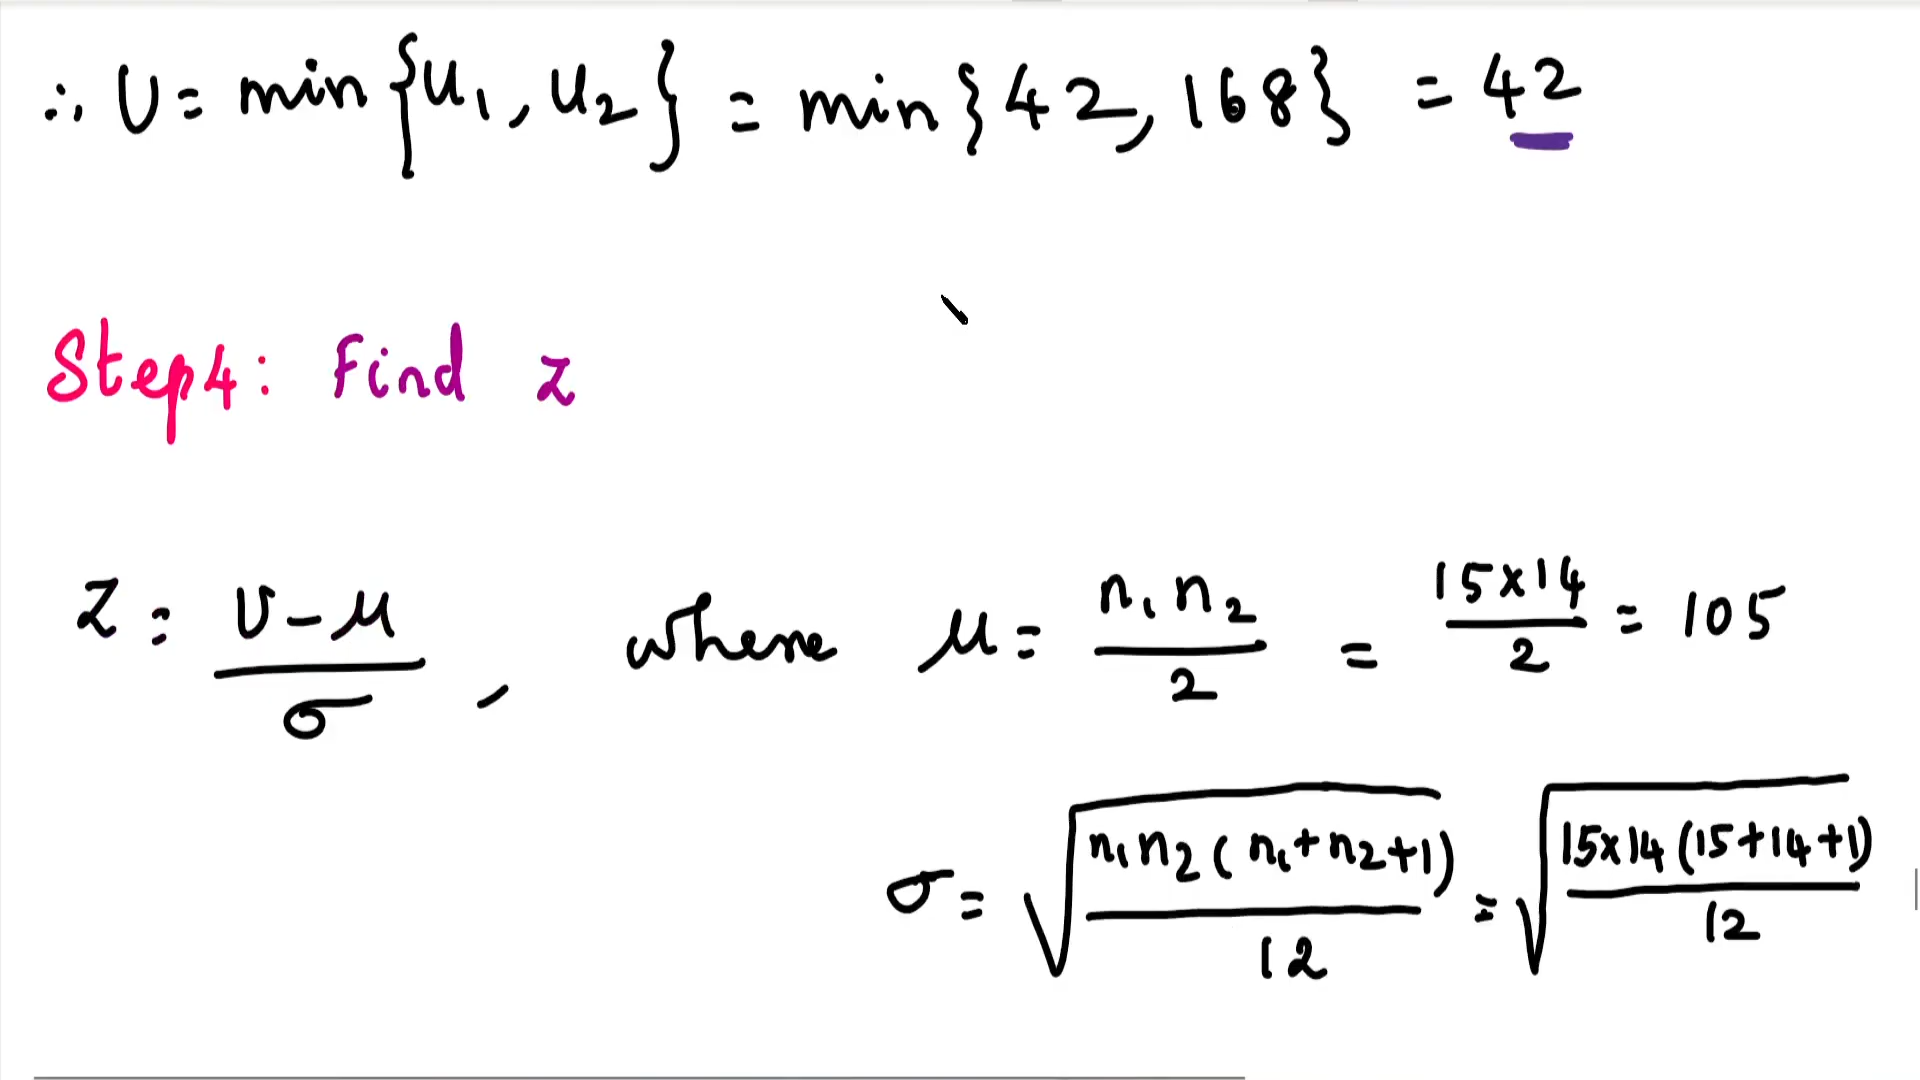 ∴ U = min {u₁, u₂} = min {42, 168} = 42
Step4: Find z
z = U-μ / σ , where μ = n₁n₂ / 2 = 15×14 / 2 = 105
σ = √(n₁n₂(n₁+n₂+1) / 12) = √(15×14(15+14+1) / 12)